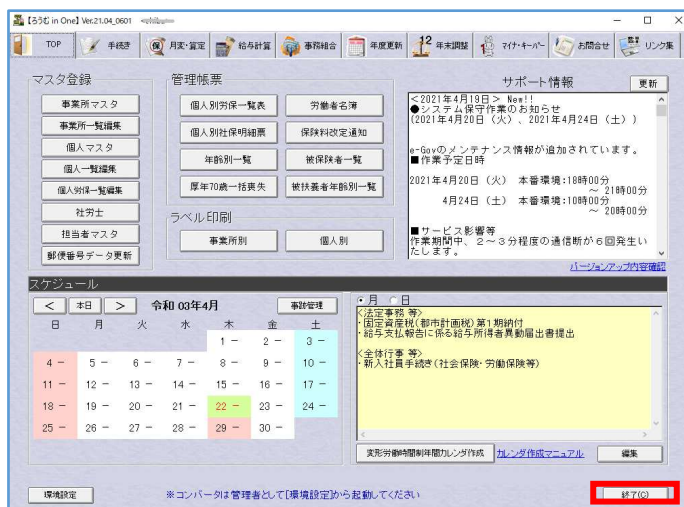 【ろうむ in One】 Ver.21.04_0601
TOP
手続き
月変・算定
給与計算
事務組合
年度更新
12
年末調整
マイナ・キーパー
お問合せ
リンク集
マスタ登録
事業所マスタ
事業所一覧編集
個人マスタ
個人一覧編集
個人労保一覧編集
社労士
担当者マスタ
郵便番号データ更新
管理帳票
個人別労保一覧表
労働者名簿
個人別社保明細票
保険料改定通知
年齢別一覧
被保険者一覧
厚年70歳一括喪失
被扶養者年齢別一覧
ラベル印刷
事業所別
個人別
サポート情報
更新
<2021年4月19日> New!!
●システム保守作業のお知らせ
(2021年4月20日（火）、2021年4月24日（土）)
e-Govのメンテナンス情報が追加されています。
■作業予定日時
2021年4月20日（火） 本番環境:18時00分
～ 21時00分
4月24日（土） 本番環境:10時00分
～ 20時00分
■サービス影響等
作業期間中、２～３分程度の通信断が６回発生い
たします。
バージョンアップ内容確認
スケジュール
< 本日 > 令和 03年4月 事跡管理
日 月 火 水 木 金 土
1 － 2 － 3 －
4 － 5 － 6 － 7 － 8 － 9 － 10 －
11 － 12 － 13 － 14 － 15 － 16 － 17 －
18 － 19 － 20 － 21 － 22 － 23 － 24 －
25 － 26 － 27 － 28 － 29 － 30 －
月 日
<法定事務 等>
・固定資産税(都市計画税)第1期納付
・給与支払報告に係る給与所得者異動届出書提出
<全体行事 等>
・新入社員手続き(社会保険・労働保険等)
変形労働時間制年間カレンダ作成
カレンダ作成マニュアル
編集
環境設定
※コンバータは管理者として[環境設定]から起動してください
終了(C)